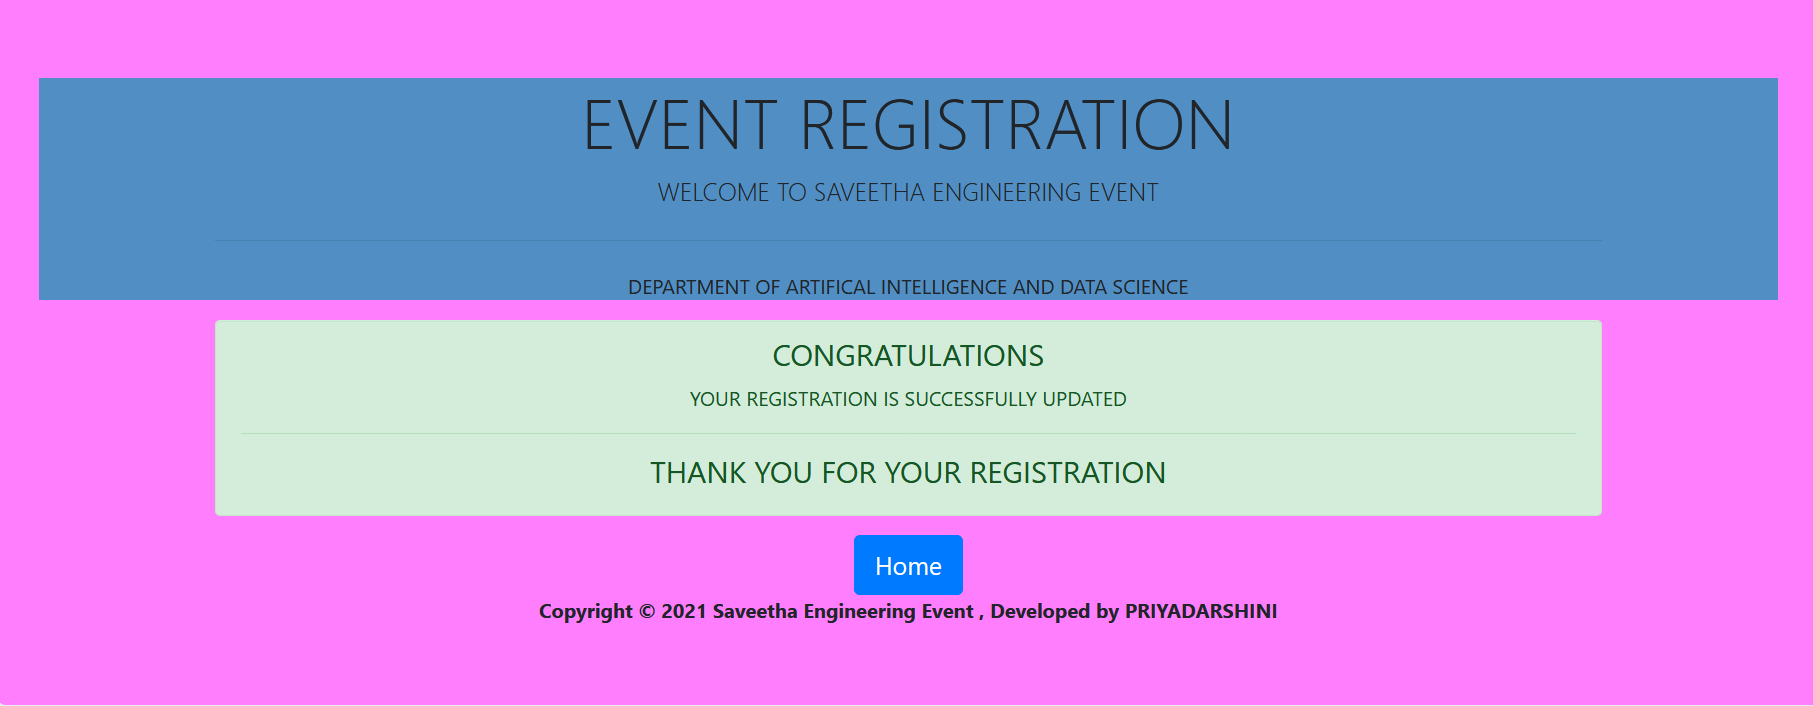 EVENT REGISTRATION
WELCOME TO SAVEETHA ENGINEERING EVENT
DEPARTMENT OF ARTIFICAL INTELLIGENCE AND DATA SCIENCE
CONGRATULATIONS
YOUR REGISTRATION IS SUCCESSFULLY UPDATED
THANK YOU FOR YOUR REGISTRATION
Home
Copyright © 2021 Saveetha Engineering Event , Developed by PRIYADARSHINI